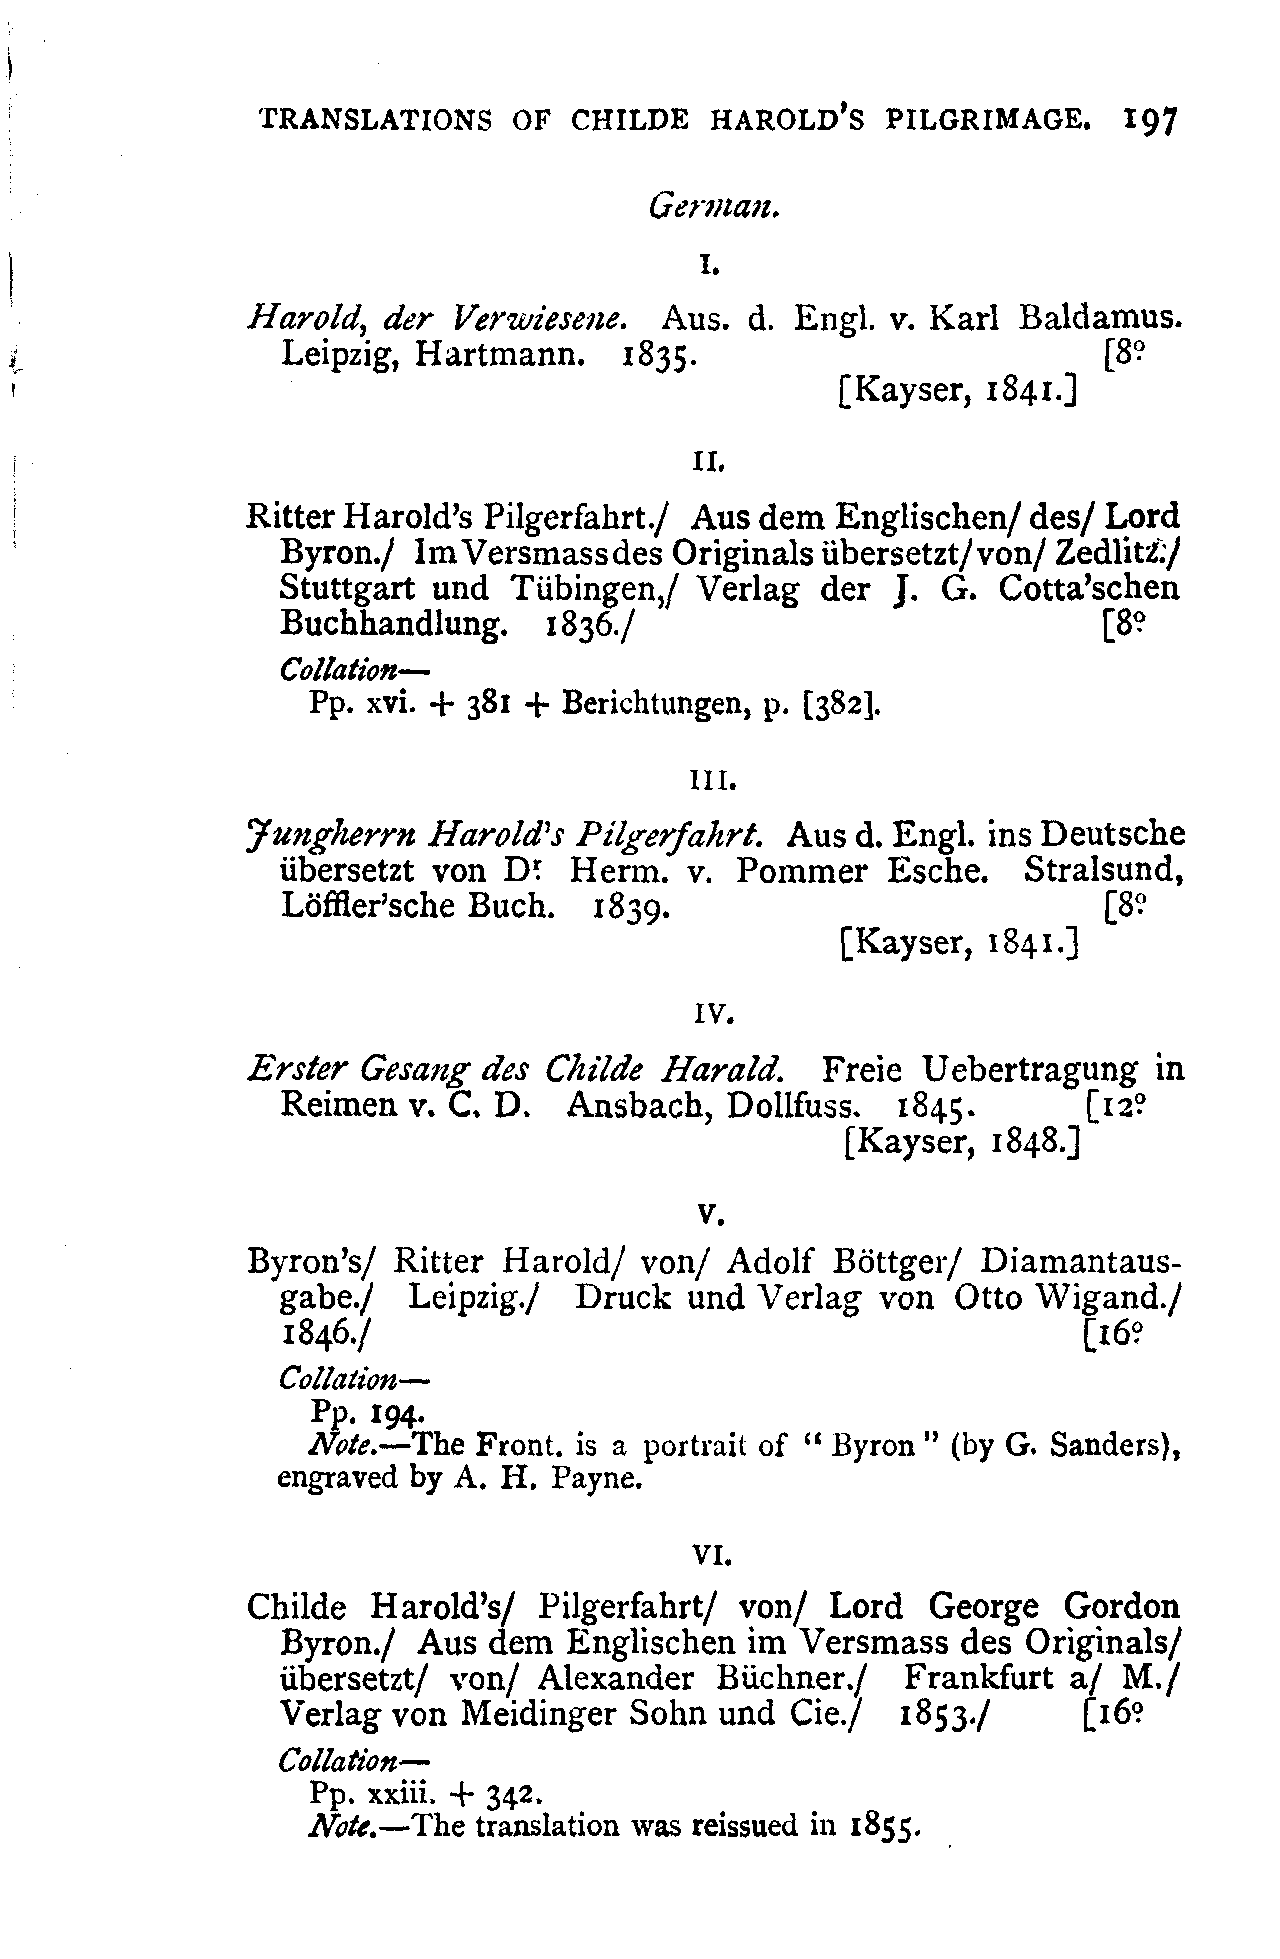 TRANSLATIONS OF CHILDE HAROLD'S PILGRIMAGE. 197
German.
I.
Harold, der Verwiesene. Aus. d. Engl. v. Karl Baldamus.
Leipzig, Hartmann. 1835. [8º
[Kayser, 1841.]
II.
Ritter Harold's Pilgerfahrt./ Aus dem Englischen/ des/ Lord
Byron./ Im Versmass des Originals übersetzt/ von/ Zedlitz./
Stuttgart und Tübingen,/ Verlag der J. G. Cotta'schen
Buchhandlung. 1836./ [8º
Collation—
Pp. xvi. + 381 + Berichtungen, p. [382].
III.
Jungherrn Harold's Pilgerfahrt. Aus d. Engl. ins Deutsche
übersetzt von Dr. Herm. v. Pommer Esche. Stralsund,
Löffler'sche Buch. 1839. [8º
[Kayser, 1841.]
IV.
Erster Gesang des Childe Harald. Freie Uebertragung in
Reimen v. C. D. Ansbach, Dollfuss. 1845. [12º
[Kayser, 1848.]
V.
Byron's/ Ritter Harold/ von/ Adolf Böttger/ Diamantaus-
gabe./ Leipzig./ Druck und Verlag von Otto Wigand./
1846./ [16º
Collation—
Pp. 194.
Note.—The Front. is a portrait of "Byron" (by G. Sanders),
engraved by A. H. Payne.
VI.
Childe Harold's/ Pilgerfahrt/ von/ Lord George Gordon
Byron./ Aus dem Englischen im Versmass des Originals/
übersetzt/ von/ Alexander Büchner./ Frankfurt a/ M./
Verlag von Meidinger Sohn und Cie./ 1853./ [16º
Collation—
Pp. xxiii. + 342.
Note.—The translation was reissued in 1855.